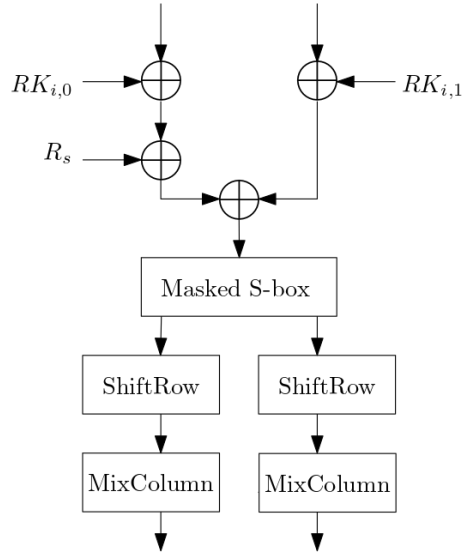 RK_{i,0}
RK_{i,1}
R_s
Masked S-box
ShiftRow
ShiftRow
MixColumn
MixColumn